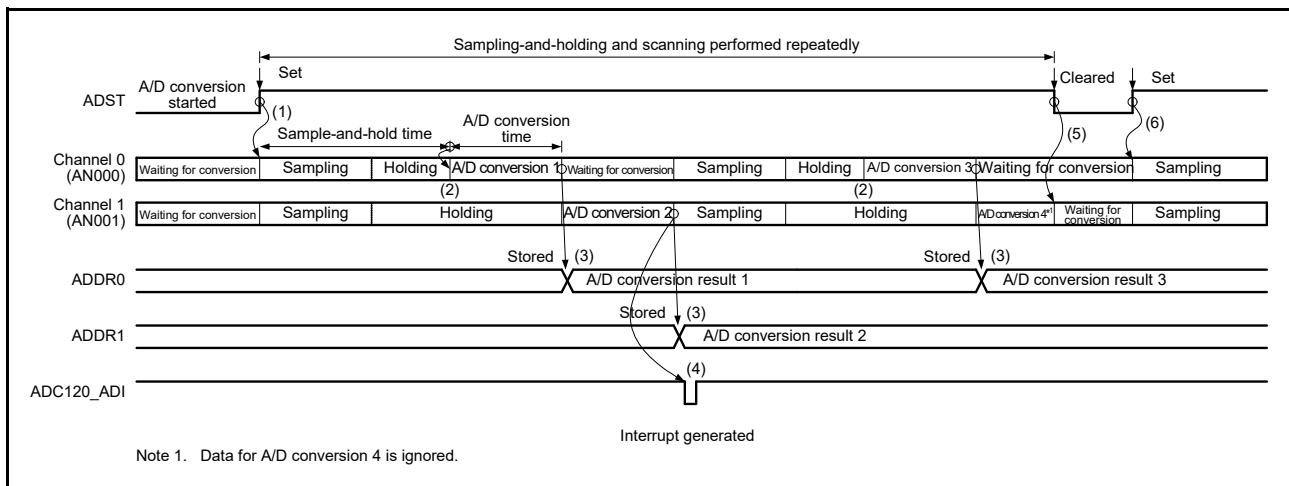 Sampling-and-holding and scanning performed repeatedly
A/D conversion
started
Set
Cleared
Set
ADST
(1)
(5)
(6)
Sample-and-hold time
A/D conversion
time
Channel 0
(AN000)
Waiting for conversion
Sampling
Holding
A/D conversion 1
Waiting for conversion
Sampling
Holding
A/D conversion 3
Waiting for conversion
Sampling
(2)
(2)
Channel 1
(AN001)
Waiting for conversion
Sampling
Holding
A/D conversion 2
Sampling
Holding
A/D conversion 4*1
Waiting for
conversion
Sampling
Stored
(3)
Stored
(3)
ADDR0
A/D conversion result 1
A/D conversion result 3
Stored
(3)
ADDR1
A/D conversion result 2
(4)
ADC120_ADI
Interrupt generated
Note 1. Data for A/D conversion 4 is ignored.